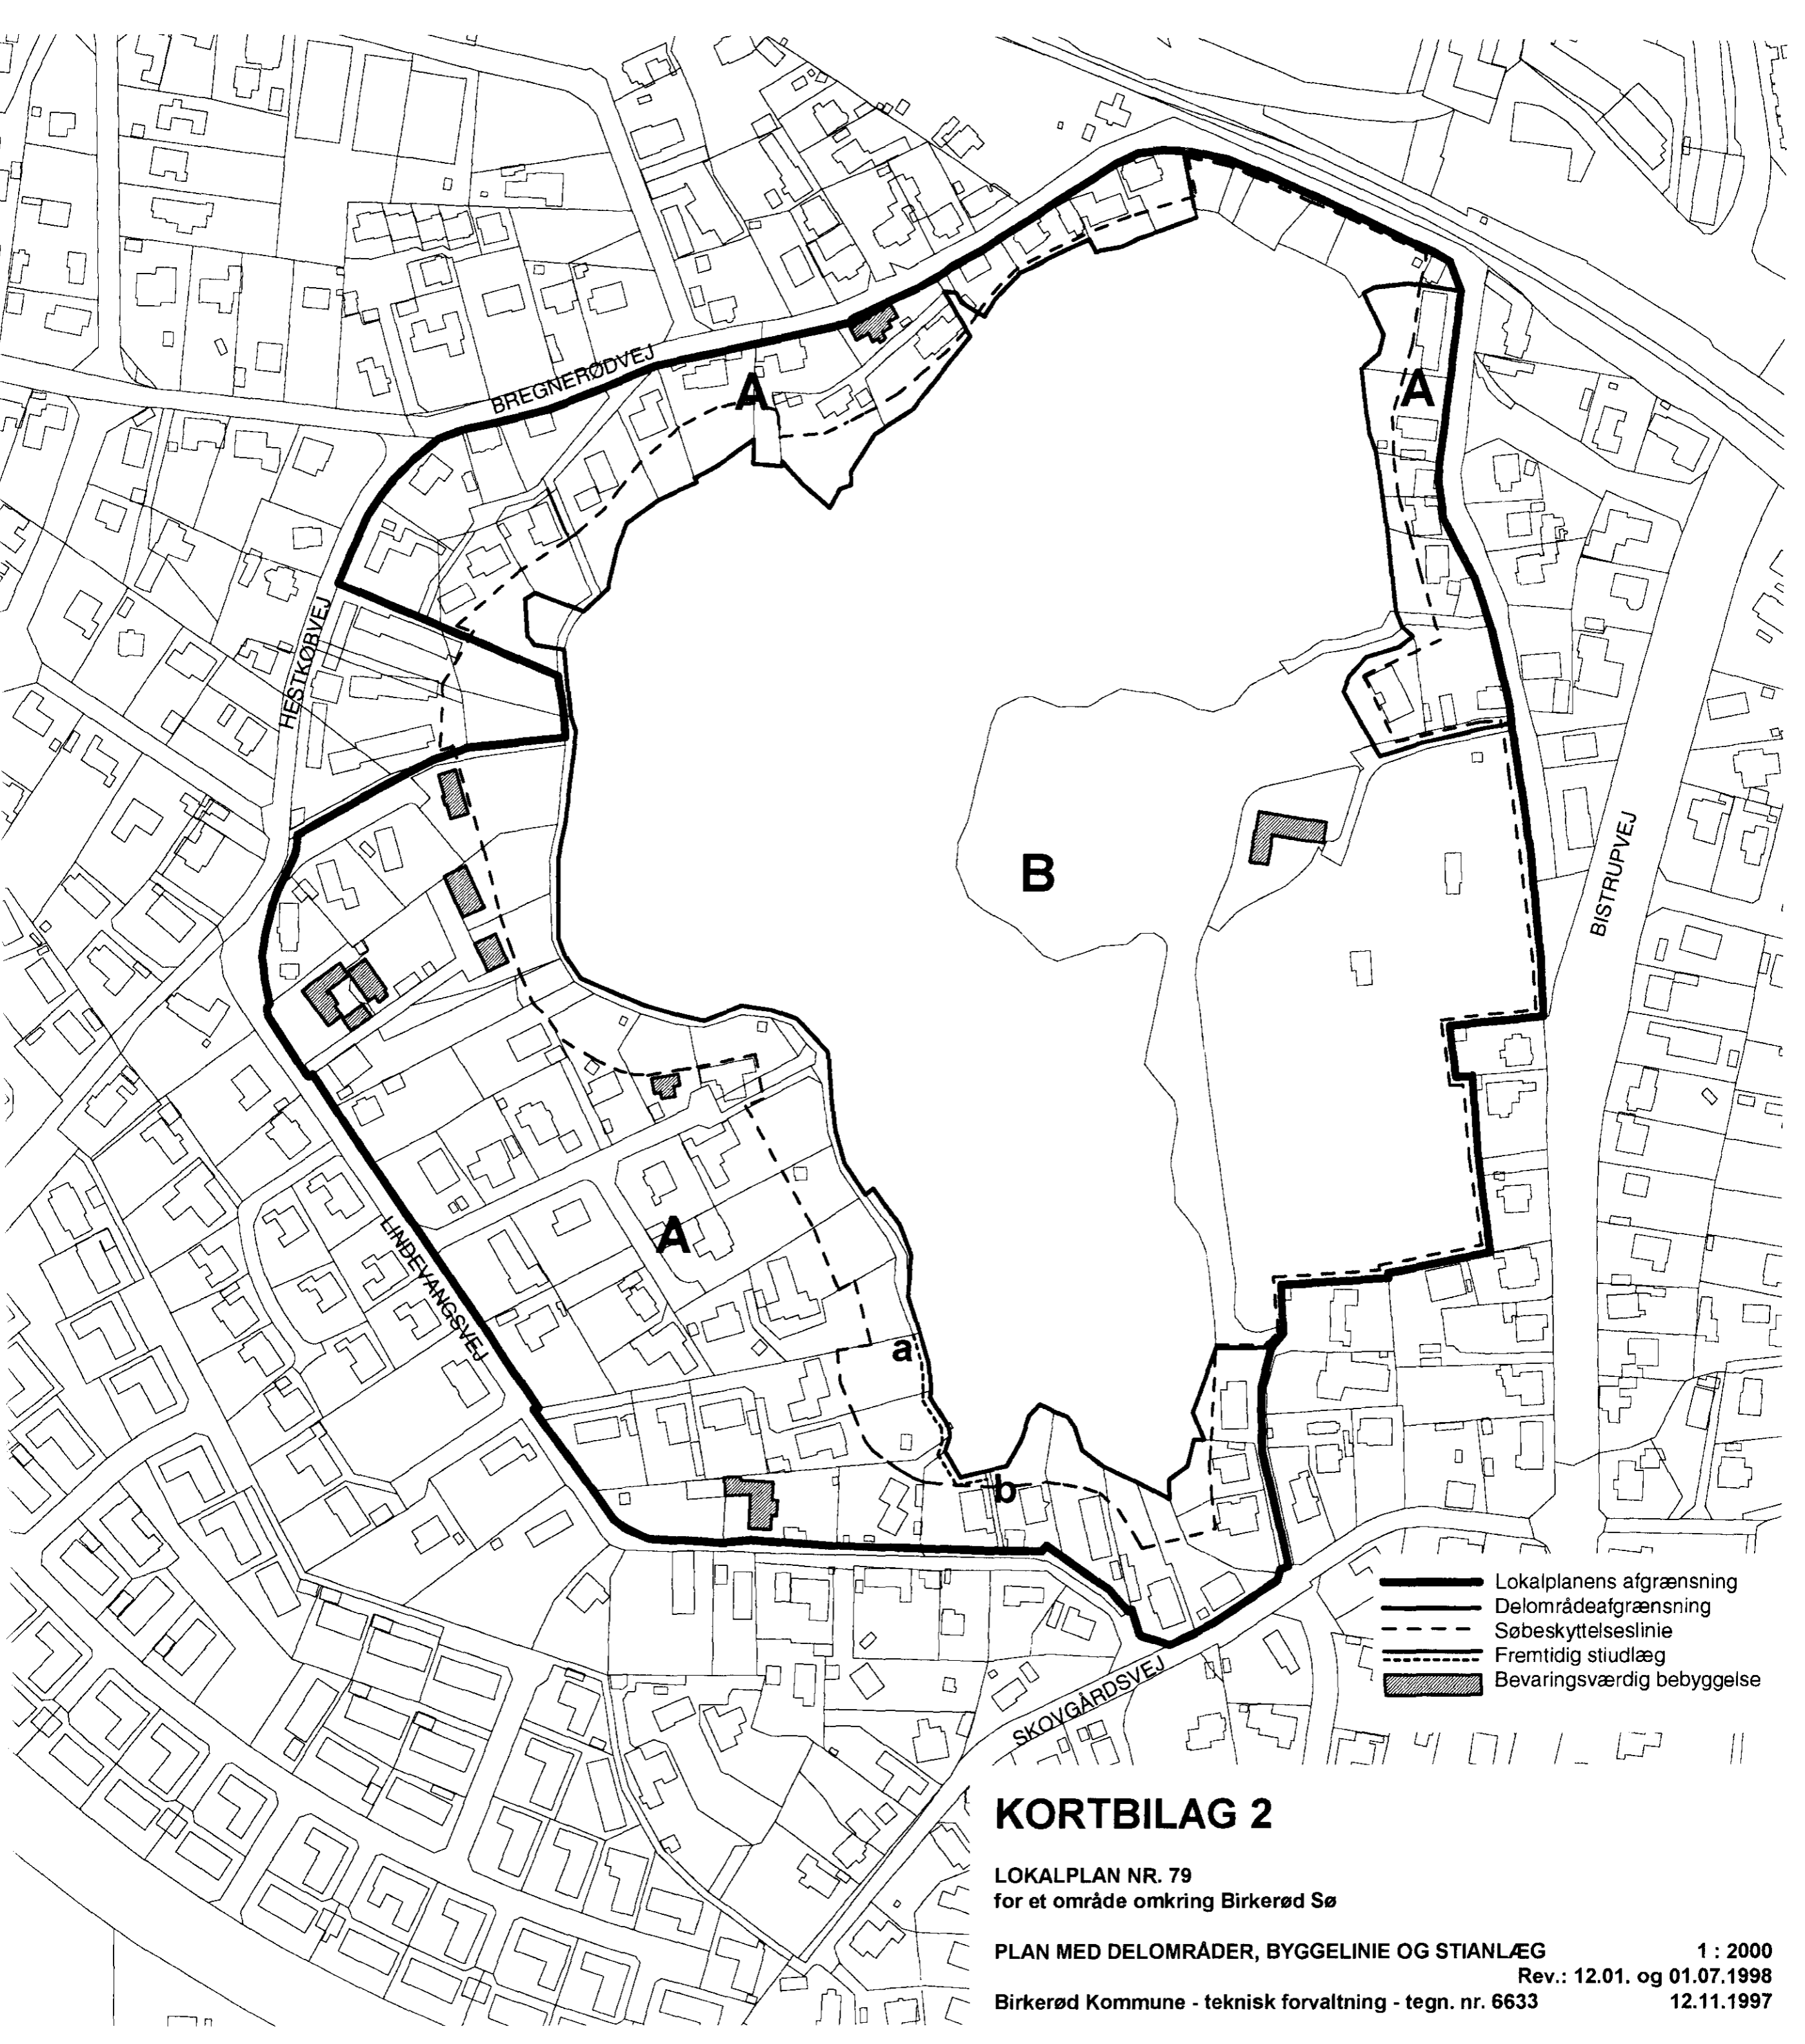 BREGNERØDVEJ
A
A
HESTKØBVEJ
B
BISTRUPVEJ
LINDEVANGSVEJ
A
a
b
SKOVGÅRDSVEJ
Lokalplanens afgrænsning
Delområdeafgrænsning
Søbeskyttelseslinie
Fremtidig stiudlæg
Bevaringsværdig bebyggelse
KORTBILAG 2
LOKALPLAN NR. 79
for et område omkring Birkerød Sø
PLAN MED DELOMRÅDER, BYGGELINIE OG STIANLÆG 1 : 2000
Rev.: 12.01. og 01.07.1998
Birkerød Kommune - teknisk forvaltning - tegn. nr. 6633 12.11.1997